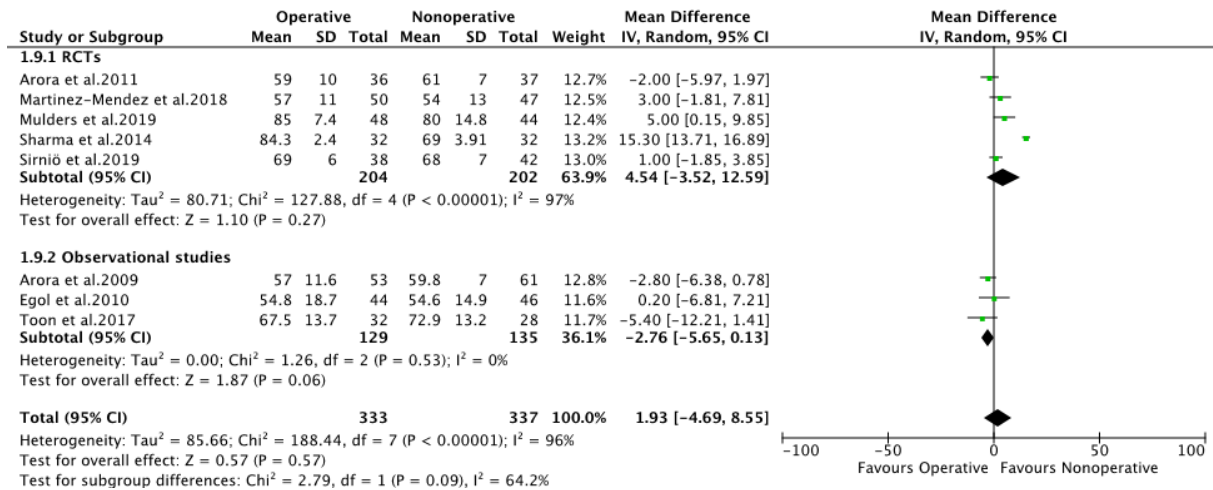 Operative Nonoperative Mean Difference Mean Difference
Study or Subgroup Mean SD Total Mean SD Total Weight IV, Random, 95% CI IV, Random, 95% CI
1.9.1 RCTs
Arora et al.2011 59 10 36 61 7 37 12.7% −2.00 [−5.97, 1.97]
Martinez−Mendez et al.2018 57 11 50 54 13 47 12.5% 3.00 [−1.81, 7.81]
Mulders et al.2019 85 7.4 48 80 14.8 44 12.4% 5.00 [0.15, 9.85]
Sharma et al.2014 84.3 2.4 32 69 3.91 32 13.2% 15.30 [13.71, 16.89]
Sirniö et al.2019 69 6 38 68 7 42 13.0% 1.00 [−1.85, 3.85]
Subtotal (95% CI) 204 202 63.9% 4.54 [−3.52, 12.59]
Heterogeneity: Tau² = 80.71; Chi² = 127.88, df = 4 (P < 0.00001); I² = 97%
Test for overall effect: Z = 1.10 (P = 0.27)
1.9.2 Observational studies
Arora et al.2009 57 11.6 53 59.8 7 61 12.8% −2.80 [−6.38, 0.78]
Egol et al.2010 54.8 18.7 44 54.6 14.9 46 11.6% 0.20 [−6.81, 7.21]
Toon et al.2017 67.5 13.7 32 72.9 13.2 28 11.7% −5.40 [−12.21, 1.41]
Subtotal (95% CI) 129 135 36.1% −2.76 [−5.65, 0.13]
Heterogeneity: Tau² = 0.00; Chi² = 1.26, df = 2 (P = 0.53); I² = 0%
Test for overall effect: Z = 1.87 (P = 0.06)
Total (95% CI) 333 337 100.0% 1.93 [−4.69, 8.55]
Heterogeneity: Tau² = 85.66; Chi² = 188.44, df = 7 (P < 0.00001); I² = 96%
Test for overall effect: Z = 0.57 (P = 0.57)
Test for subgroup differences: Chi² = 2.79, df = 1 (P = 0.09), I² = 64.2%
−100 −50 0 50 100
Favours Operative Favours Nonoperative